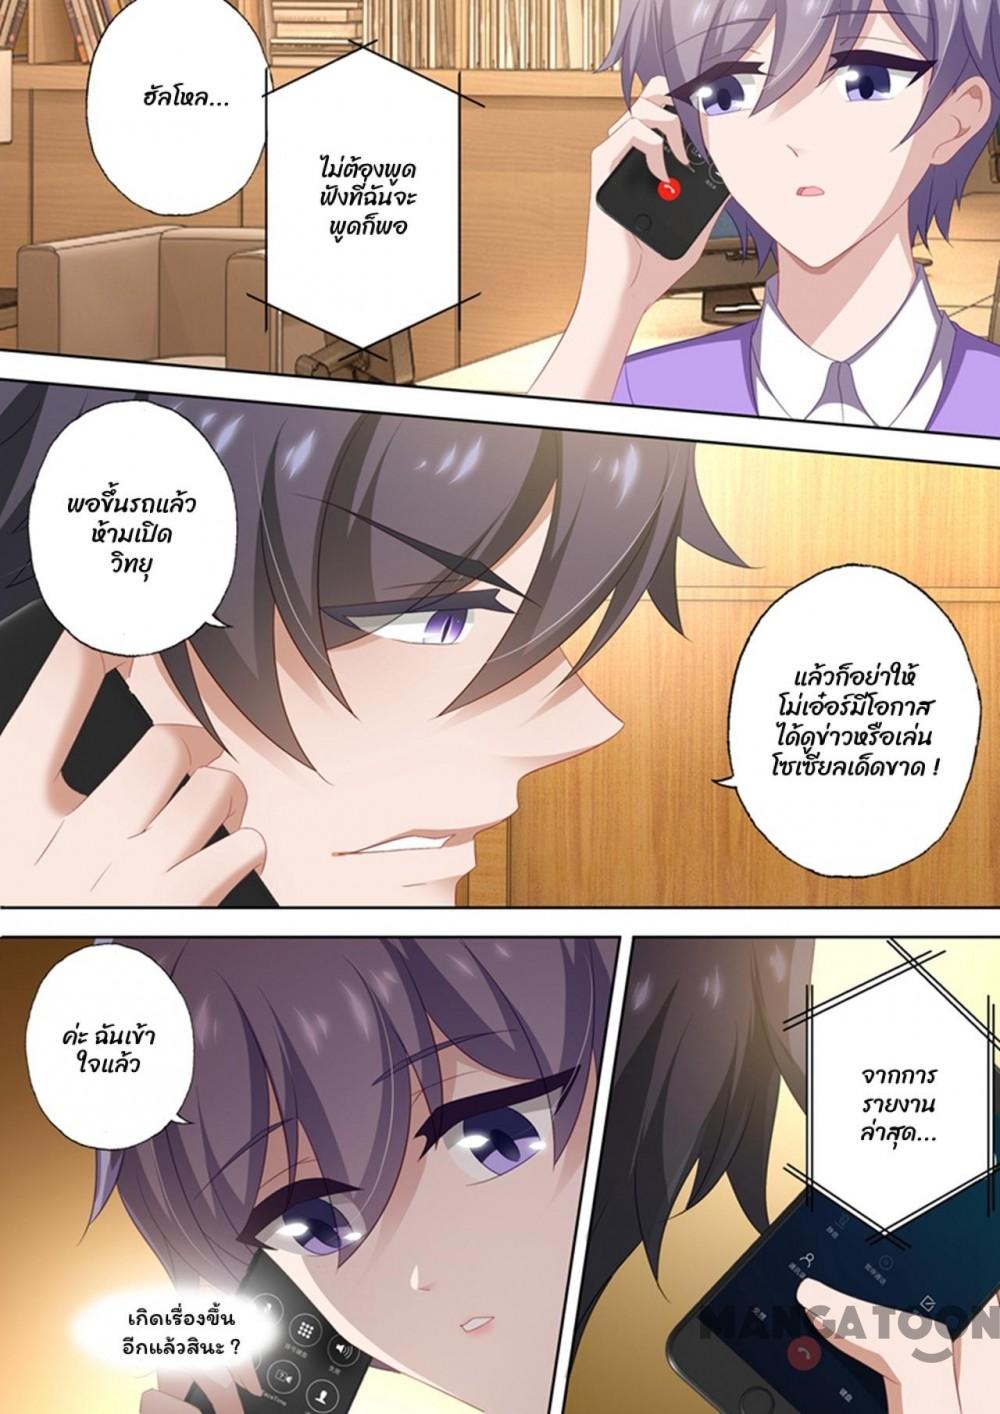 ฮัลโหล...
ไม่ต้องพูด
ฟังที่ฉันจะ
พูดก็พอ
พอขึ้นรถแล้ว
ห้ามเปิด
วิทยุ
แล้วก็อย่าให้
โม่เอ๋อร์มีโอกาส
ได้ดูข่าวหรือเล่น
โซเชียลเด็ดขาด !
ค่ะ ฉันเข้า
ใจแล้ว
จากการ
รายงาน
ล่าสุด...
เกิดเรื่องขึ้น
อีกแล้วสินะ ?
MANGATOON